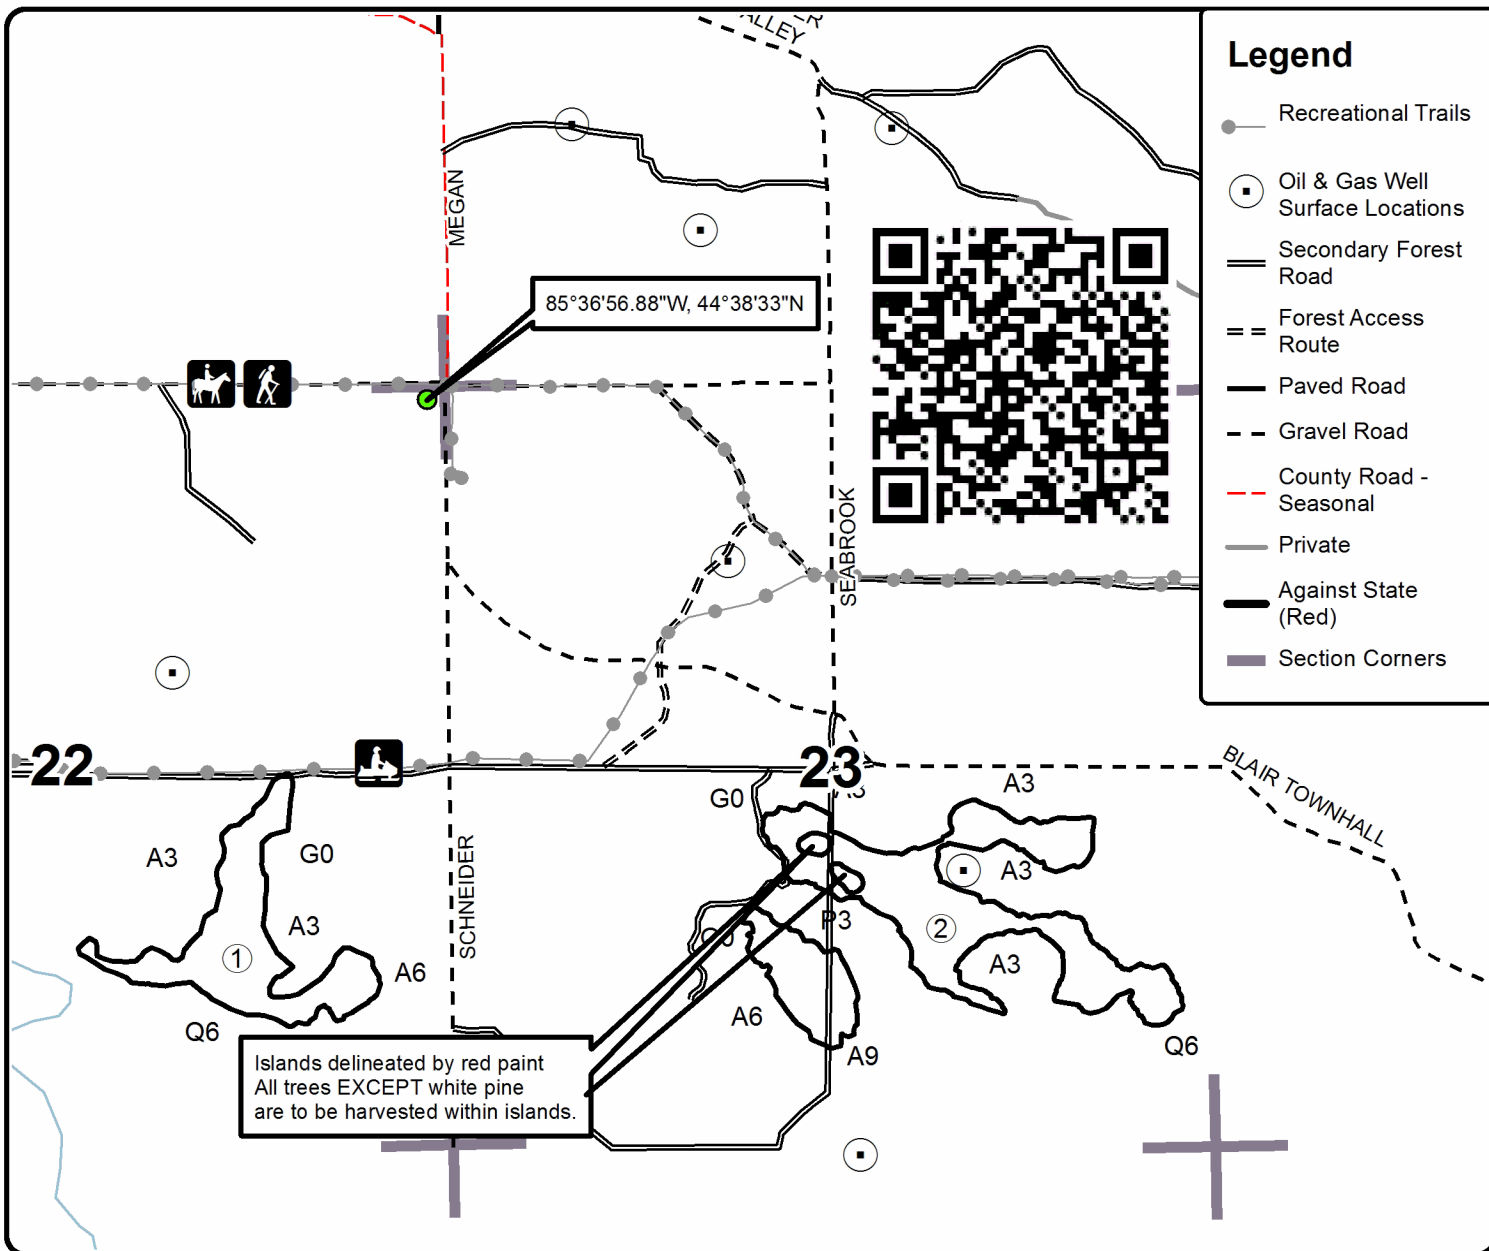 ALLEY
MEGAN
85°36'56.88"W, 44°38'33"N
SEABROOK
22
23
BLAIR TOWNHALL
G0
A3
A3
G0
A3
A3
P3
2
1
A3
A6
A6
SCHNEIDER
Q6
A9
Q6
Islands delineated by red paint
All trees EXCEPT white pine
are to be harvested within islands.
Legend
Recreational Trails
Oil & Gas Well
Surface Locations
Secondary Forest
Road
Forest Access
Route
Paved Road
Gravel Road
County Road -
Seasonal
Private
Against State
(Red)
Section Corners